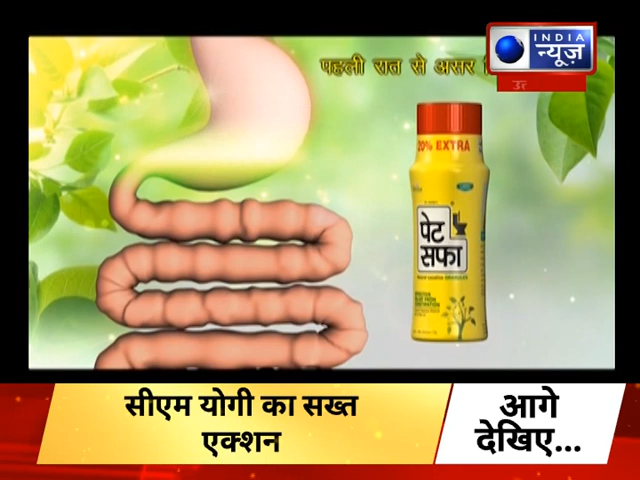 पहली रात से असर
INDIA
न्यूज़
20% EXTRA
पेट
सफा
सीएम योगी का सख्त
एक्शन
आगे
देखिए...